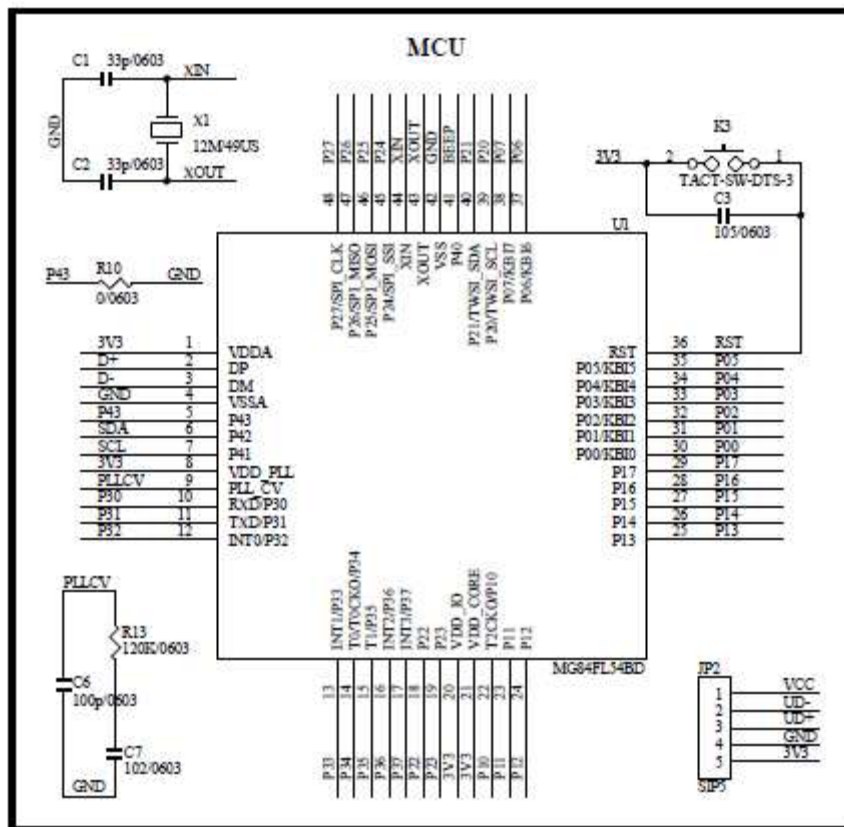 MCU
C1 33p/0603 XIN
GND
X1
12M/49US
C2 33p/0603
XOUT
P43 R10 GND
0/0603
P27 P26 P25 P24 XIN XOUT GND BEEP P21 P20 P07 P06
48 47 46 45 44 43 42 41 40 39 38 37
K3
3V3 2 1
TACT-SW-DTS-3
C3
105/0603
U1
P27/SPI_CLK
P26/SPI_MISO
P25/SPI_MOSI
P24/SPI_SSI
XIN
XOUT
VSS
P40
P21/TWSI_SDA
P20/TWSI_SCL
P07/KBI7
P06/KBI6
3V3 1 VDDA
D+ 2 DP
D- 3 DM
GND 4 VSSA
P43 5 P43
SDA 6 P42
SCL 7 P41
3V3 8 VDD_PLL
PLLCV 9 PLL_CV
P30 10 RXD/P30
P31 11 TXD/P31
P32 12 INT0/P32
RST 36 RST
P05/KBI5 35 P05
P04/KBI4 34 P04
P03/KBI3 33 P03
P02/KBI2 32 P02
P01/KBI1 31 P01
P00/KBI0 30 P00
P17 29 P17
P16 28 P16
P15 27 P15
P14 26 P14
P13 25 P13
INT1/P33
T0/T0CKO/P34
T1/P35
INT2/P36
INT3/P37
P22
P23
VDD_IO
VDD_CORE
T2CKO/P10
P11
P12
MG84FL54BD
13 14 15 16 17 18 19 20 21 22 23 24
P33 P34 P35 P36 P37 P22 P23 3V3 3V3 P10 P11 P12
PLLCV
R13
120K/0603
C6
100p/0603
C7
102/0603
GND
JP2
1 VCC
2 UD-
3 UD+
4 GND
5 3V3
SIP5